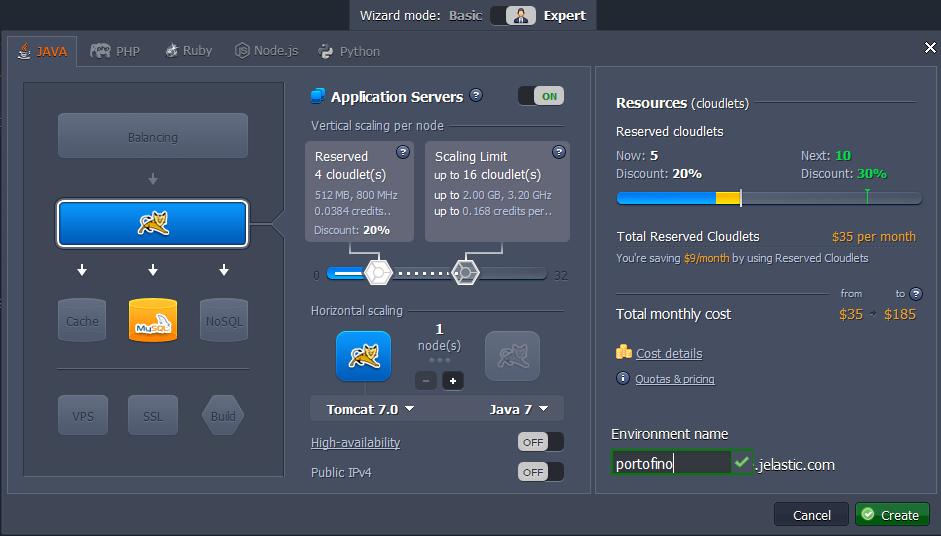 Wizard mode: Basic Expert
JAVA PHP Ruby Node.js Python
Balancing
Cache MySQL NoSQL
VPS SSL Build
Application Servers ? ON
Vertical scaling per node
Reserved ?
4 cloudlet(s)
512 MB, 800 MHz
0.0384 credits..
Discount: 20%
Scaling Limit ?
up to 16 cloudlet(s)
up to 2.00 GB, 3.20 GHz
up to 0.168 credits per..
0 32
Horizontal scaling
1
node(s)
Tomcat 7.0 Java 7
High-availability OFF
Public IPv4 OFF
Resources (cloudlets)
Reserved cloudlets
Now: 5 Next: 10
Discount: 20% Discount: 30%
Total Reserved Cloudlets $35 per month
You're saving $9/month by using Reserved Cloudlets
from to ?
Total monthly cost $35 $185
Cost details
Quotas & pricing
Environment name
portofino .jelastic.com
Cancel Create